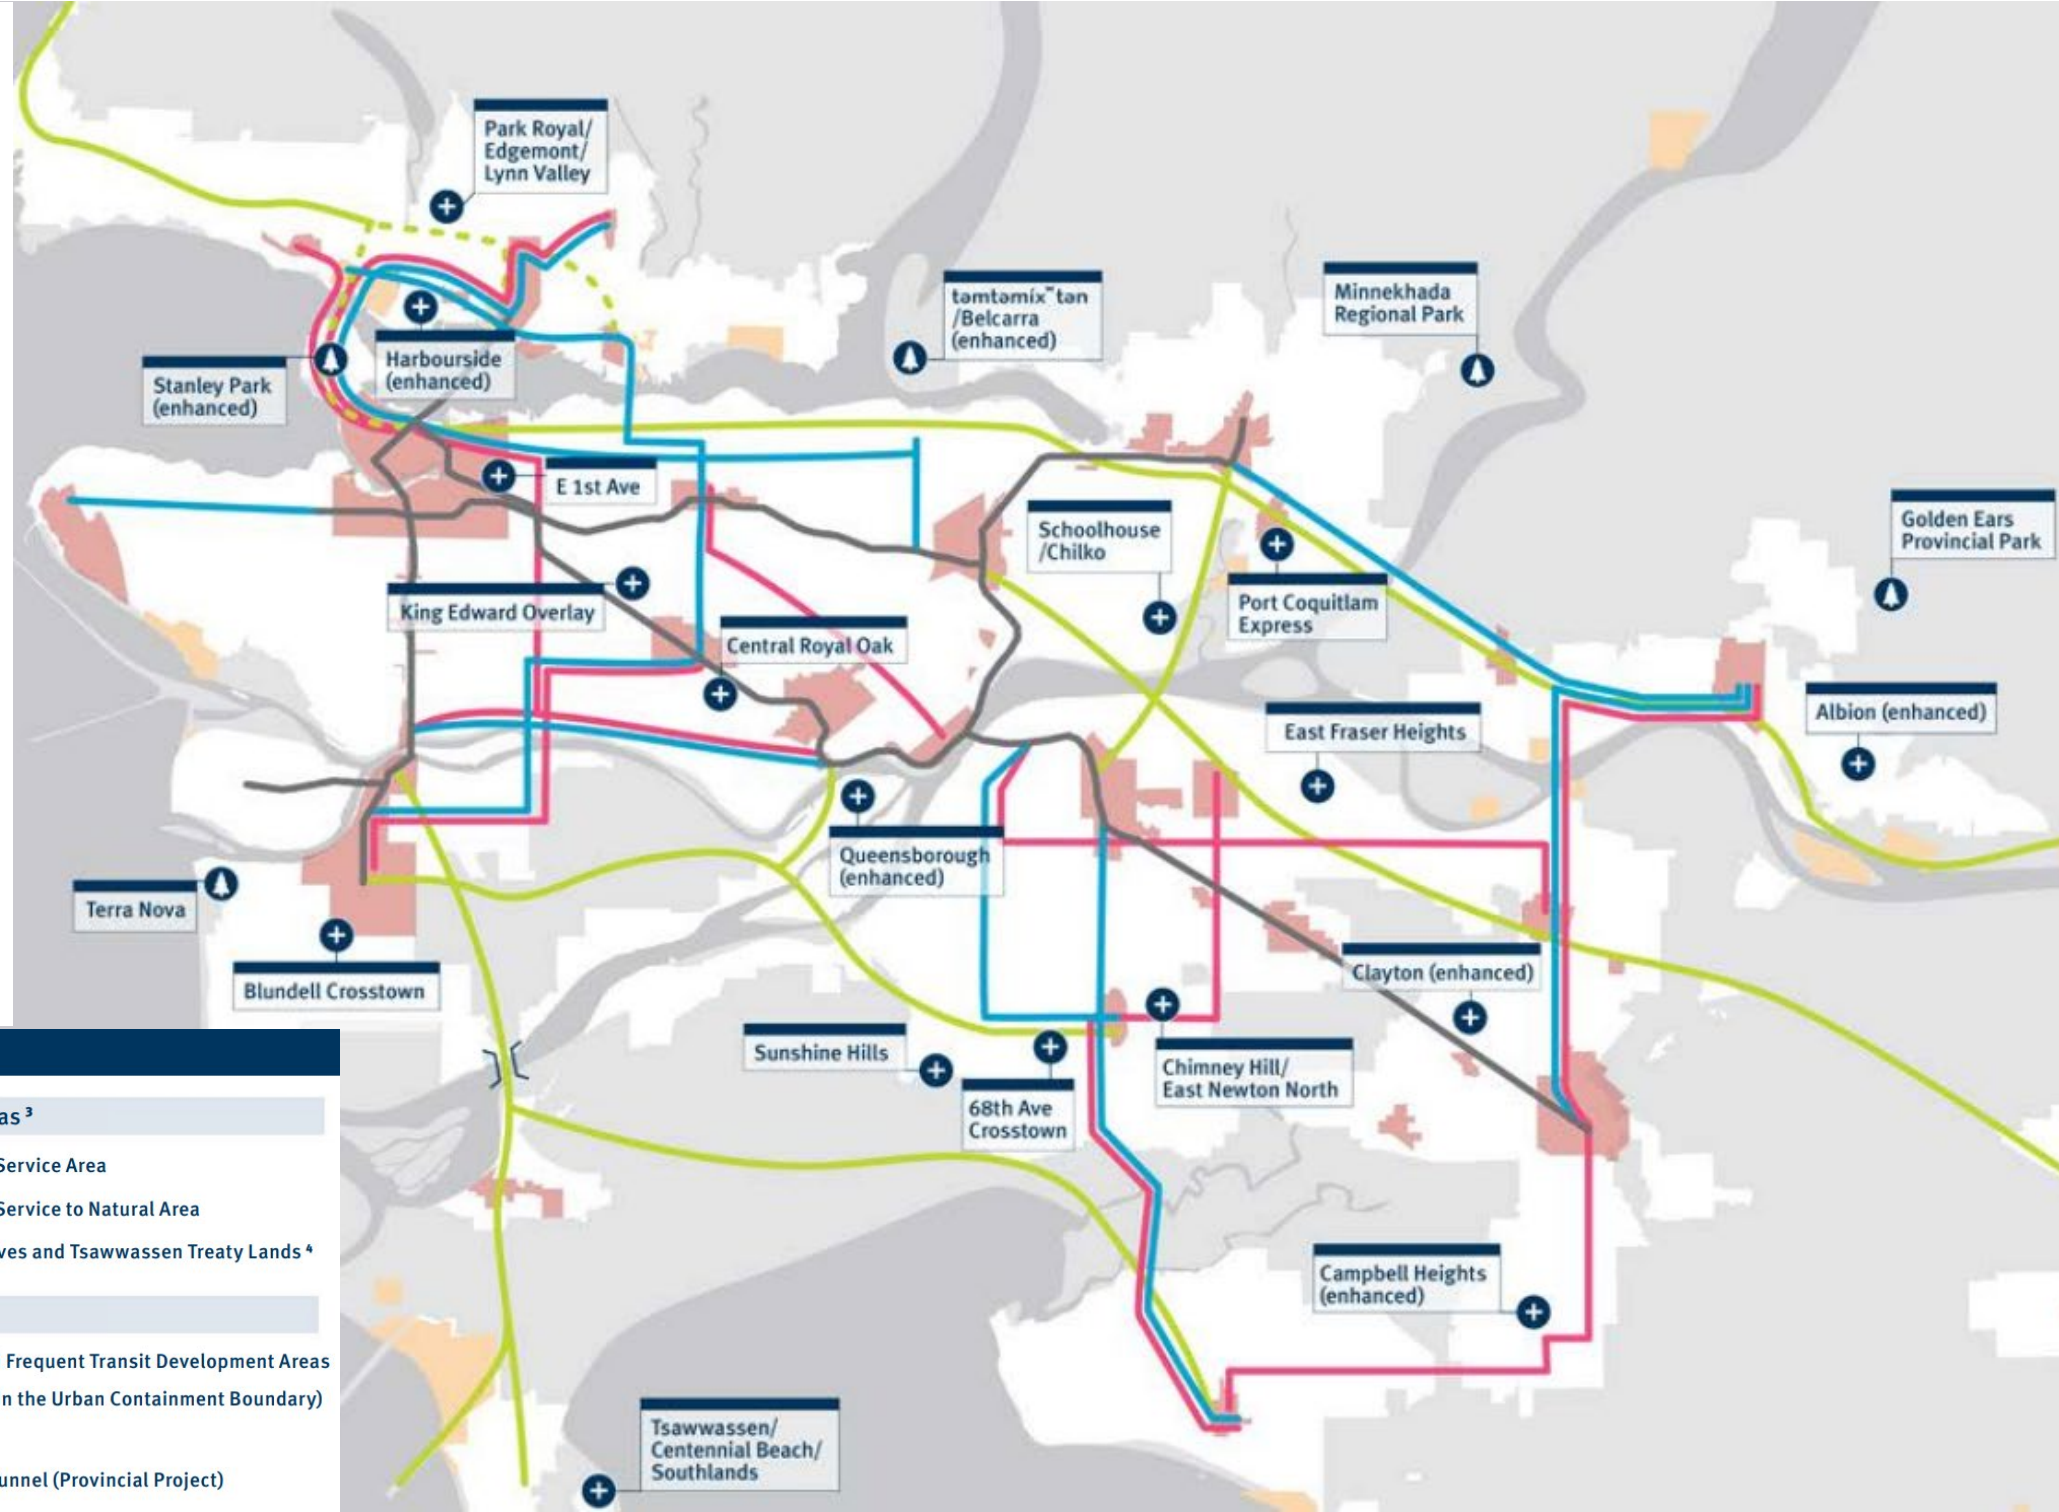 Park Royal/
Edgemont/
Lynn Valley
Harbourside
(enhanced)
Stanley Park
(enhanced)
təmtəmíxʷtən
/Belcarra
(enhanced)
Minnekhada
Regional Park
E 1st Ave
Schoolhouse
/Chilko
Golden Ears
Provincial Park
King Edward Overlay
Port Coquitlam
Express
Central Royal Oak
Albion (enhanced)
East Fraser Heights
Queensborough
(enhanced)
Terra Nova
Blundell Crosstown
Clayton (enhanced)
Sunshine Hills
68th Ave
Crosstown
Chimney Hill/
East Newton North
Campbell Heights
(enhanced)
Tsawwassen/
Centennial Beach/
Southlands
as ³
Service Area
Service to Natural Area
ves and Tsawwassen Treaty Lands ⁴
Frequent Transit Development Areas
n the Urban Containment Boundary)
unnel (Provincial Project)